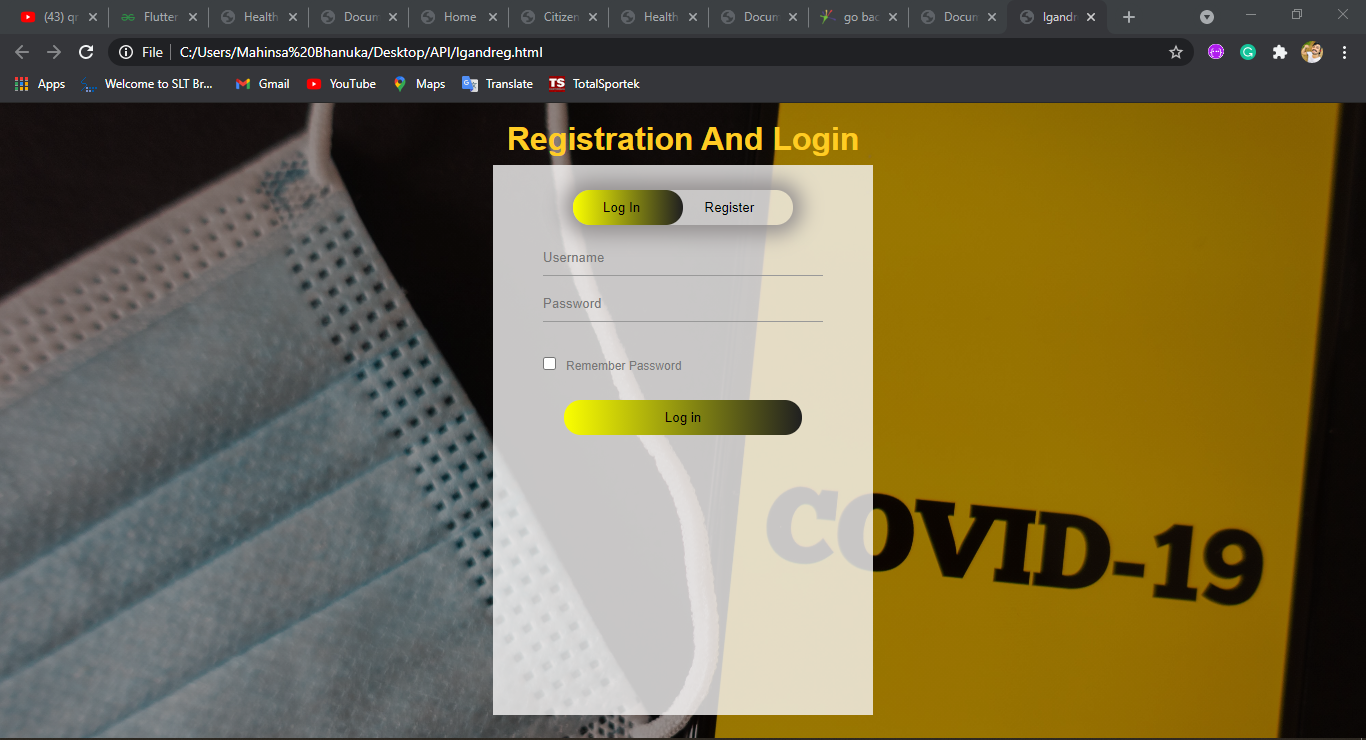 (43) qr Flutter Health Docum Home Citizen Health Docum go bac Docum lgandr
File C:/Users/Mahinsa%20Bhanuka/Desktop/API/lgandreg.html
Apps Welcome to SLT Br... Gmail YouTube Maps Translate TS TotalSportek
Registration And Login
Log In Register
Username
Password
Remember Password
Log in
COVID-19